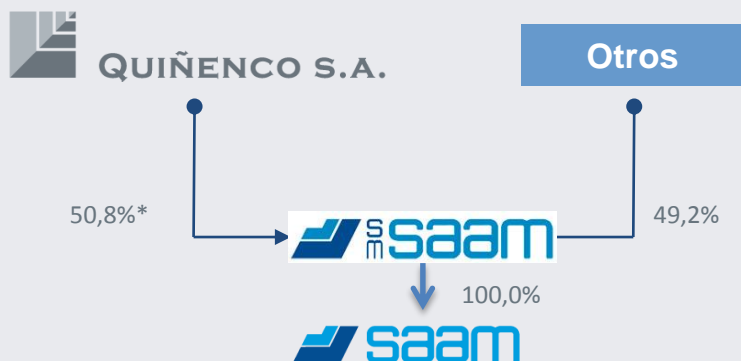 QUIÑENCO S.A.
Otros
50,8%*
49,2%
sm saam
100,0%
saam